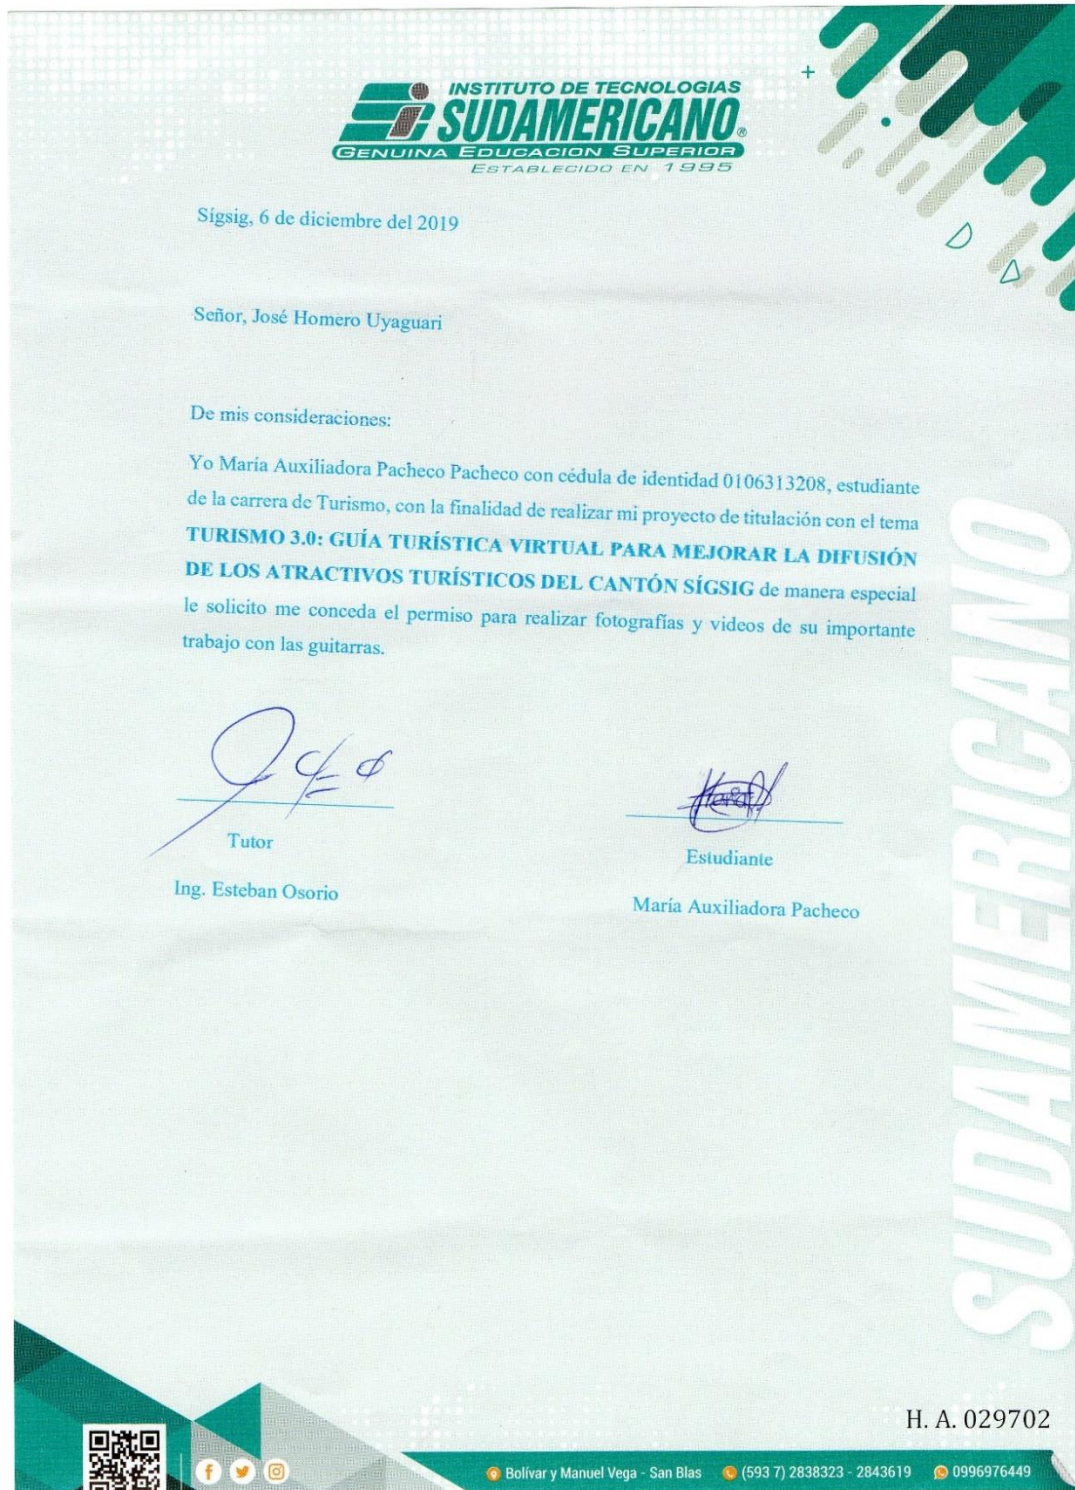 INSTITUTO DE TECNOLOGIAS
SUDAMERICANO®
GENUINA EDUCACION SUPERIOR
ESTABLECIDO EN 1995
Sígsig, 6 de diciembre del 2019
Señor, José Homero Uyaguari
De mis consideraciones:
Yo María Auxiliadora Pacheco Pacheco con cédula de identidad 0106313208, estudiante
de la carrera de Turismo, con la finalidad de realizar mi proyecto de titulación con el tema
TURISMO 3.0: GUÍA TURÍSTICA VIRTUAL PARA MEJORAR LA DIFUSIÓN
DE LOS ATRACTIVOS TURÍSTICOS DEL CANTÓN SÍGSIG de manera especial
le solicito me conceda el permiso para realizar fotografías y videos de su importante
trabajo con las guitarras.
Tutor
Ing. Esteban Osorio
Estudiante
María Auxiliadora Pacheco
SUDAMERICANO
H. A. 029702
Bolívar y Manuel Vega - San Blas (593 7) 2838323 - 2843619 0996976449